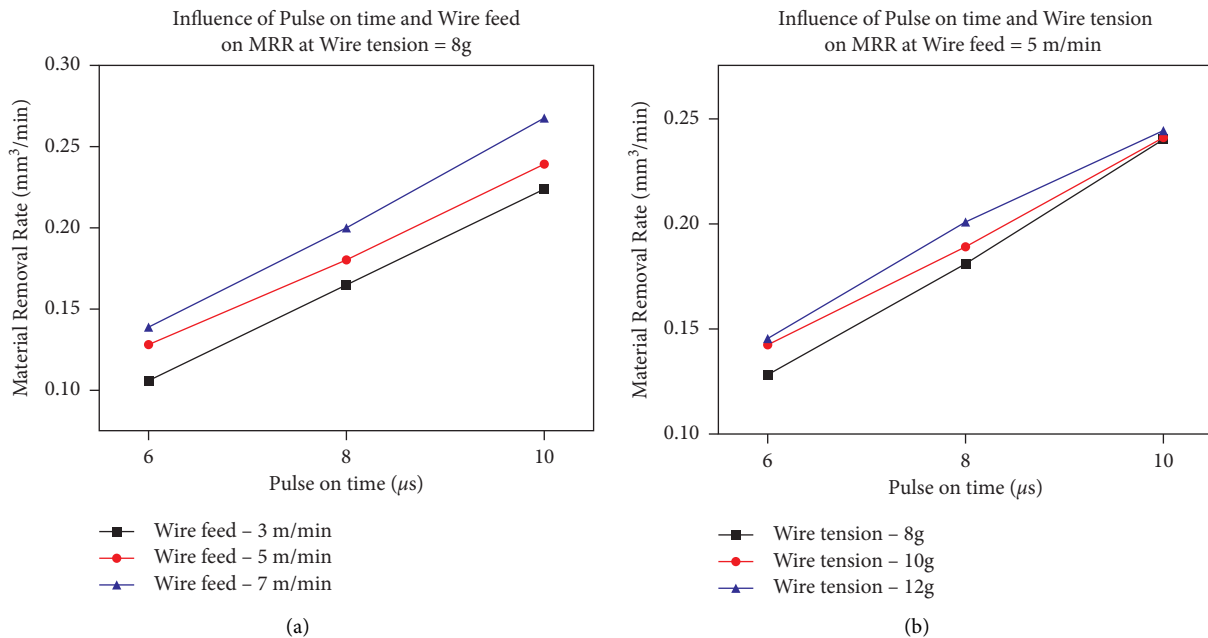 Influence of Pulse on time and Wire feed
on MRR at Wire tension = 8g
Material Removal Rate (mm³/min)
0.30
0.25
0.20
0.15
0.10
6 8 10
Pulse on time (μs)
Wire feed – 3 m/min
Wire feed – 5 m/min
Wire feed – 7 m/min
(a)
Influence of Pulse on time and Wire tension
on MRR at Wire feed = 5 m/min
Material Removal Rate (mm³/min)
0.25
0.20
0.15
0.10
6 8 10
Pulse on time (μs)
Wire tension – 8g
Wire tension – 10g
Wire tension – 12g
(b)